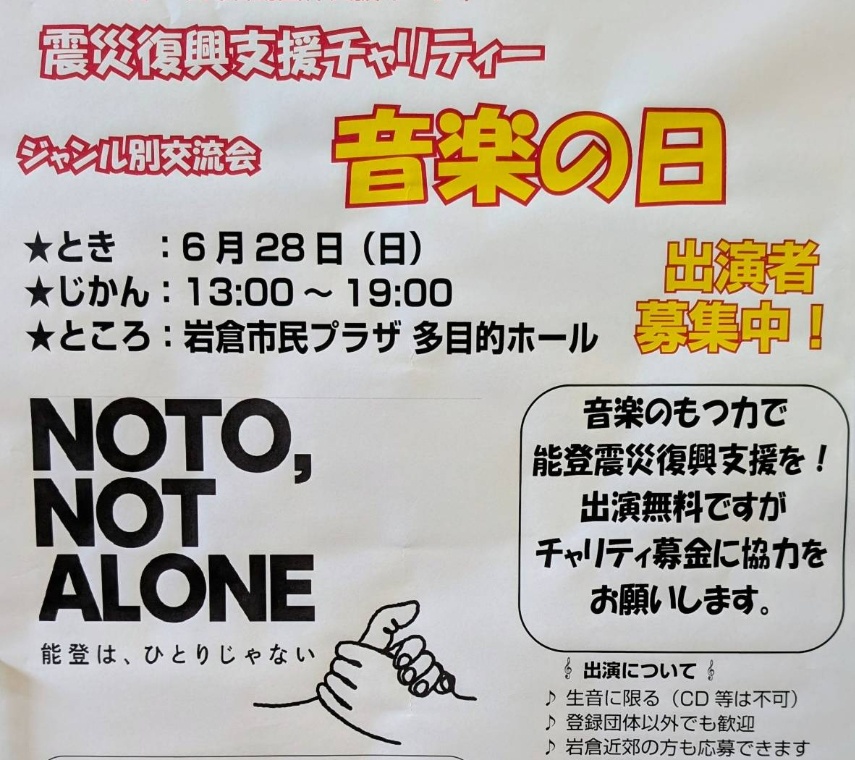 震災復興支援チャリティー
ジャンル別交流会
音楽の日
★とき　：6月28日（日）
★じかん：13:00～19:00
★ところ：岩倉市民プラザ 多目的ホール
出演者
募集中！
NOTO,
NOT
ALONE
能登は、ひとりじゃない
音楽のもつ力で
能登震災復興支援を！
出演無料ですが
チャリティ募金に協力を
お願いします。
出演について
♪ 生音に限る（CD 等は不可）
♪ 登録団体以外でも歓迎
♪ 岩倉近郊の方も応募できます